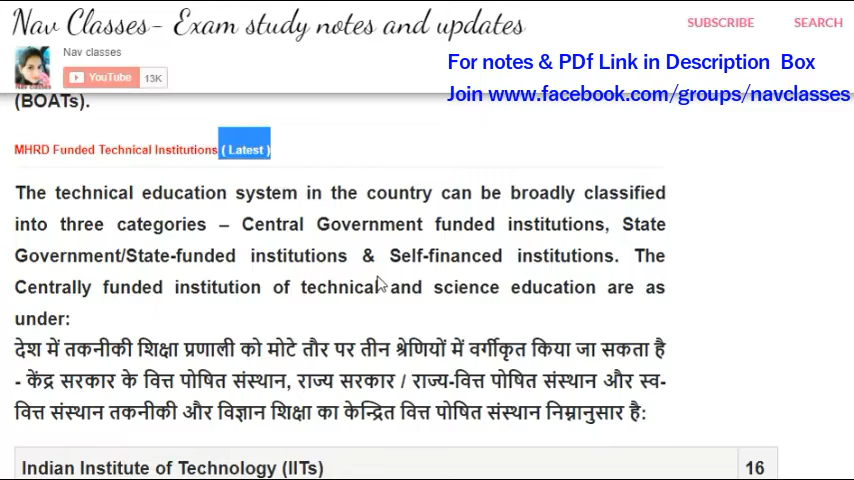 Nav Classes- Exam study notes and updates
SUBSCRIBE
SEARCH
Nav classes
YouTube 13K
For notes & PDf Link in Description Box
Join www.facebook.com/groups/navclasses
(BOATs).
MHRD Funded Technical Institutions ( Latest )
The technical education system in the country can be broadly classified
into three categories – Central Government funded institutions, State
Government/State-funded institutions & Self-financed institutions. The
Centrally funded institution of technical and science education are as
under:
देश में तकनीकी शिक्षा प्रणाली को मोटे तौर पर तीन श्रेणियों में वर्गीकृत किया जा सकता है
- केंद्र सरकार के वित्त पोषित संस्थान, राज्य सरकार / राज्य-वित्त पोषित संस्थान और स्व-
वित्त संस्थान तकनीकी और विज्ञान शिक्षा का केन्द्रित वित्त पोषित संस्थान निम्नानुसार है:
Indian Institute of Technology (IITs) 16